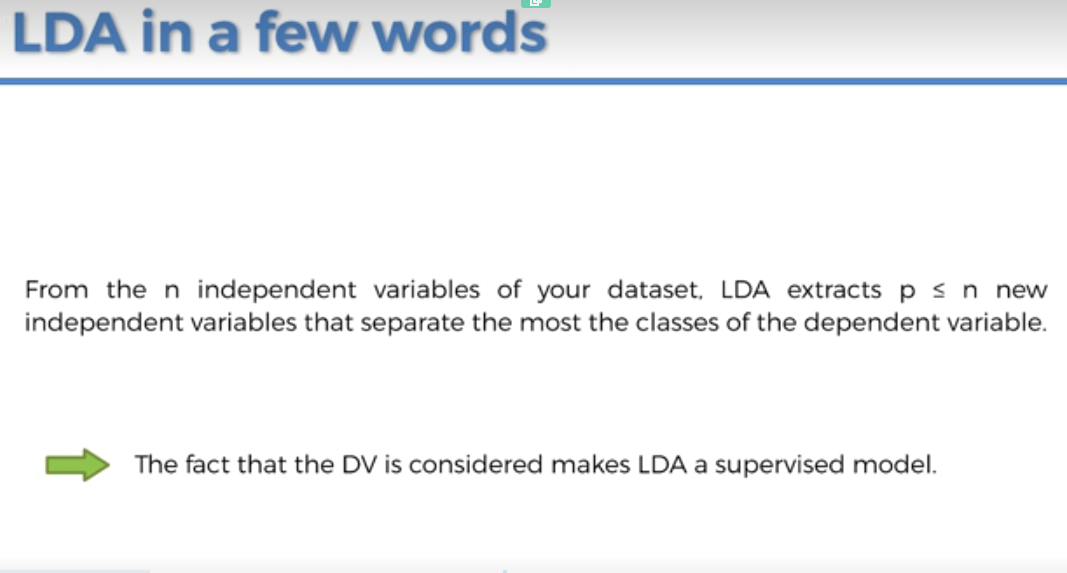 LDA in a few words
From the n independent variables of your dataset, LDA extracts p ≤ n new
independent variables that separate the most the classes of the dependent variable.
The fact that the DV is considered makes LDA a supervised model.